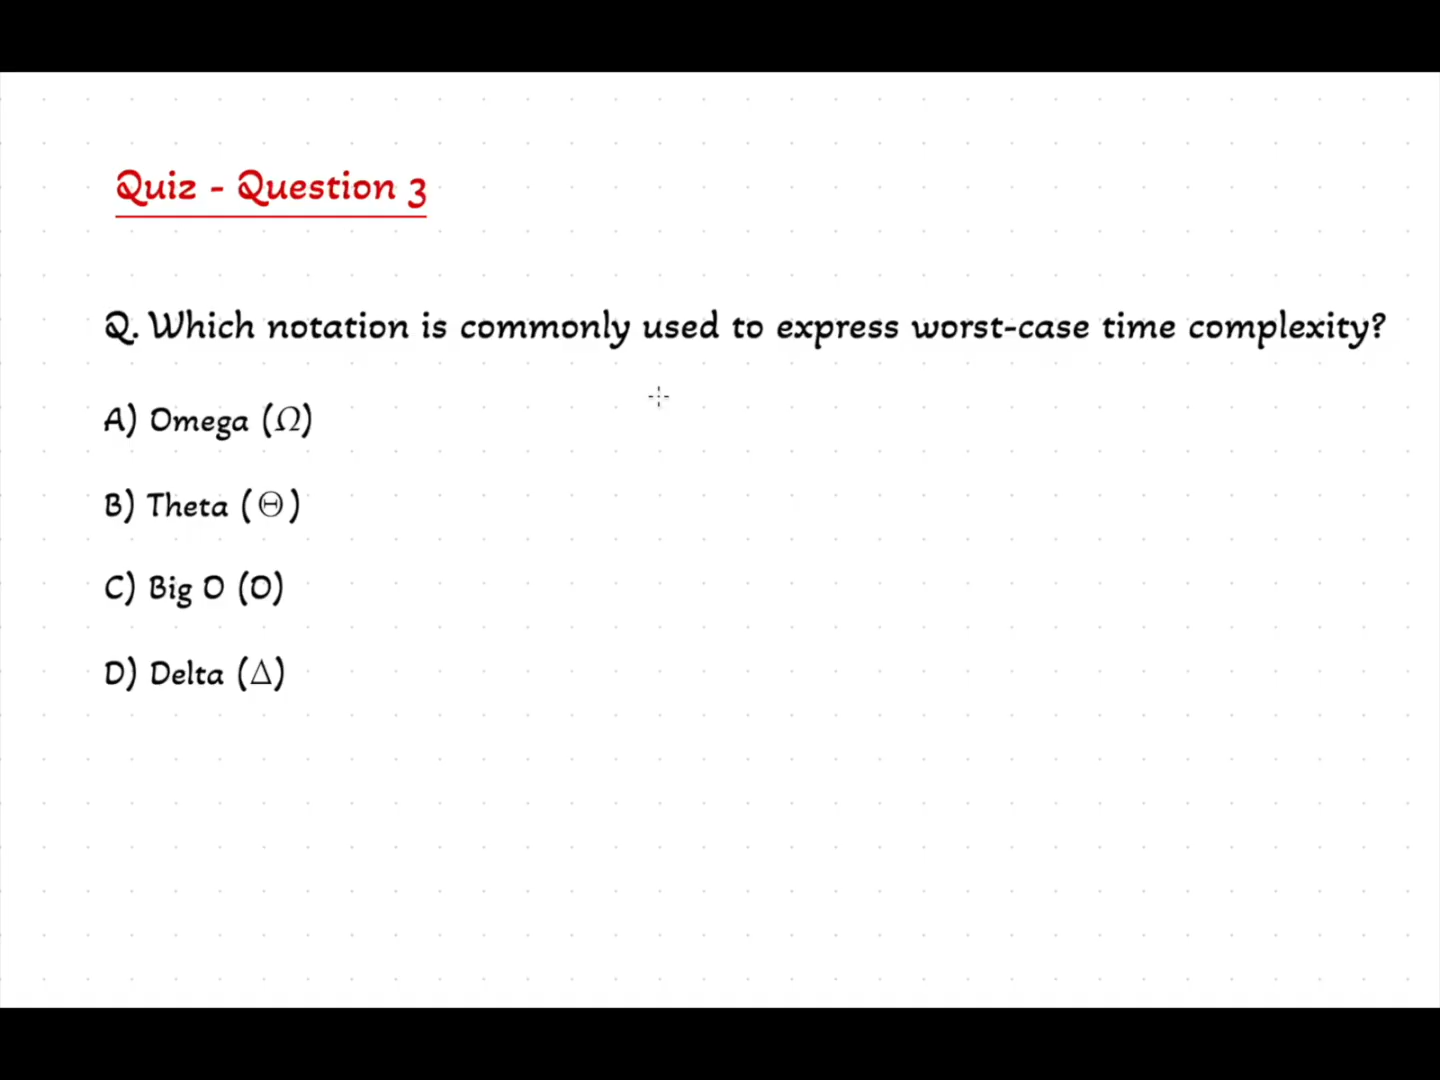 Quiz - Question 3
Q. Which notation is commonly used to express worst-case time complexity?
A) Omega (Ω)
B) Theta (Θ)
C) Big O (O)
D) Delta (Δ)